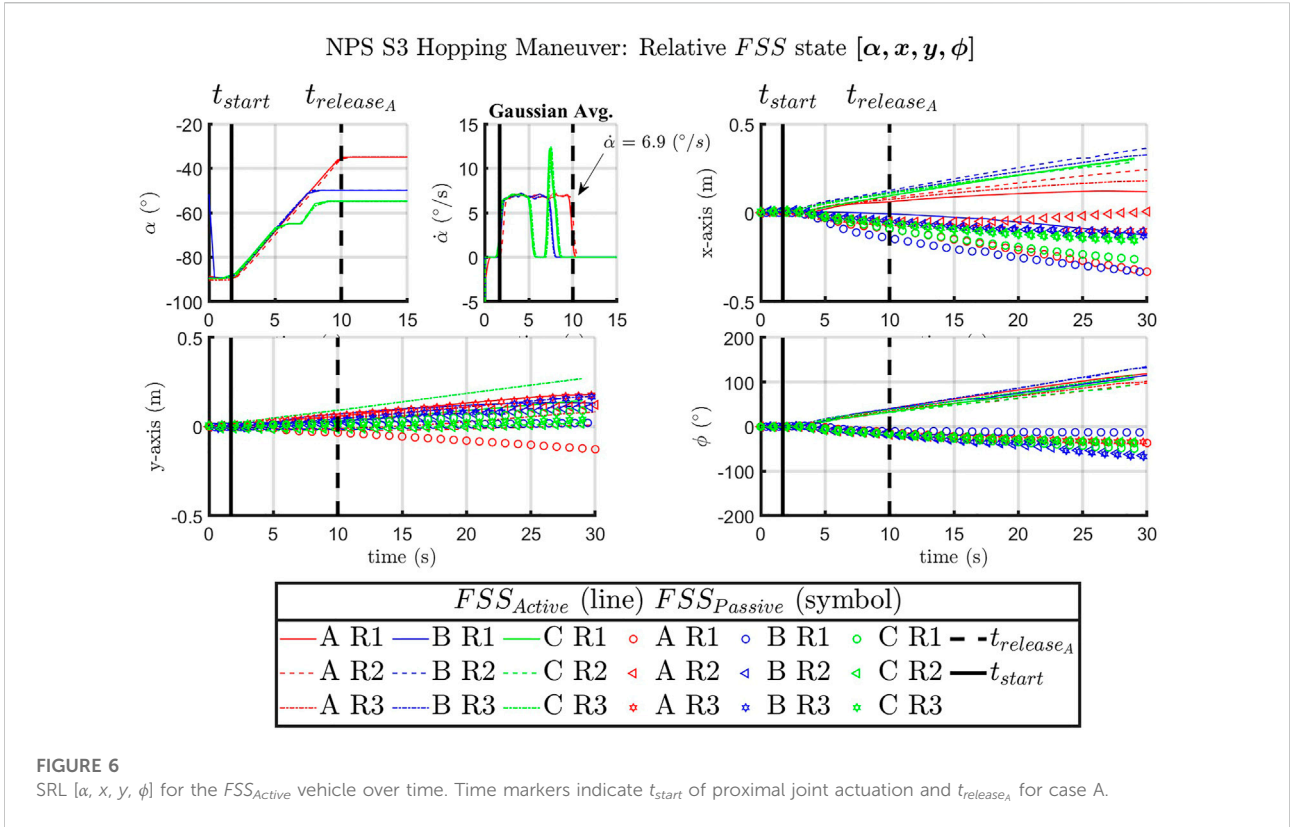 NPS S3 Hopping Maneuver: Relative FSS state [α, x, y, ϕ]
t_start t_release_A
-20
-40
-60
-80
-100
α (°)
0 5 10 15
Gaussian Avg.
α̇ = 6.9 (°/s)
15
10
5
0
-5
α̇ (°/s)
0 5 10 15
t_start t_release_A
0.5
0
-0.5
x-axis (m)
0 5 10 15 20 25 30
time (s)
0.5
0
-0.5
y-axis (m)
0 5 10 15 20 25 30
time (s)
200
100
0
-100
-200
ϕ (°)
0 5 10 15 20 25 30
time (s)
FSS_Active (line) FSS_Passive (symbol)
A R1 B R1 C R1 A R1 B R1 C R1 t_release_A
A R2 B R2 C R2 A R2 B R2 C R2 t_start
A R3 B R3 C R3 A R3 B R3 C R3
FIGURE 6
SRL [α, x, y, ϕ] for the FSS_Active vehicle over time. Time markers indicate t_start of proximal joint actuation and t_release_A for case A.